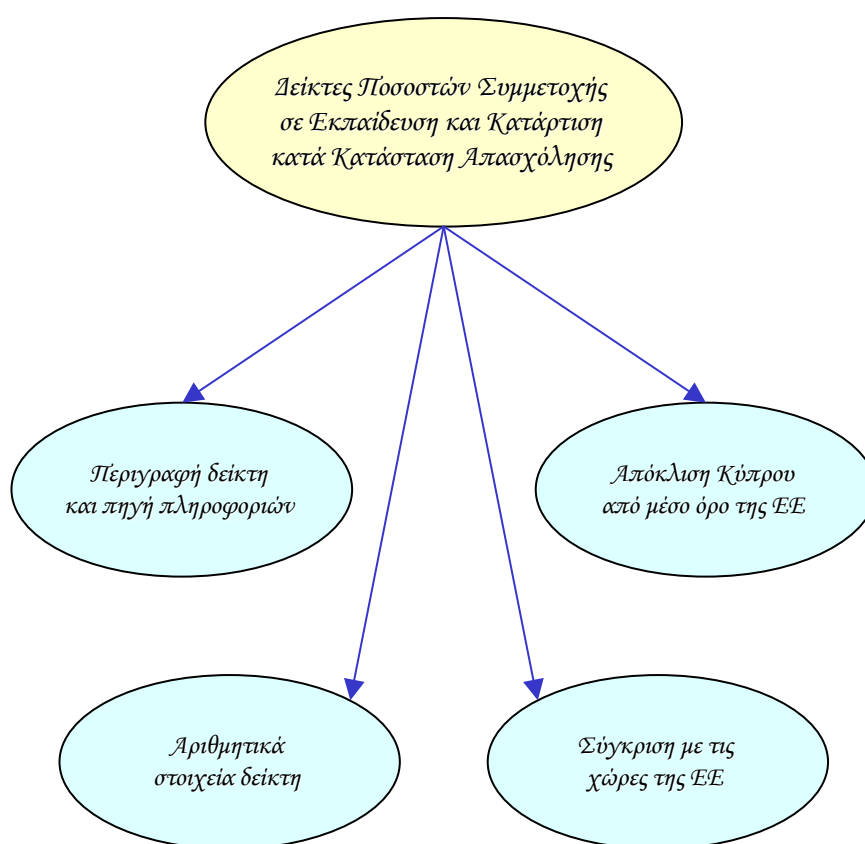 Δείκτες Ποσοστών Συμμετοχής
σε Εκπαίδευση και Κατάρτιση
κατά Κατάσταση Απασχόλησης
Περιγραφή δείκτη
και πηγή πληροφοριών
Απόκλιση Κύπρου
από μέσο όρο της ΕΕ
Αριθμητικά
στοιχεία δείκτη
Σύγκριση με τις
χώρες της ΕΕ